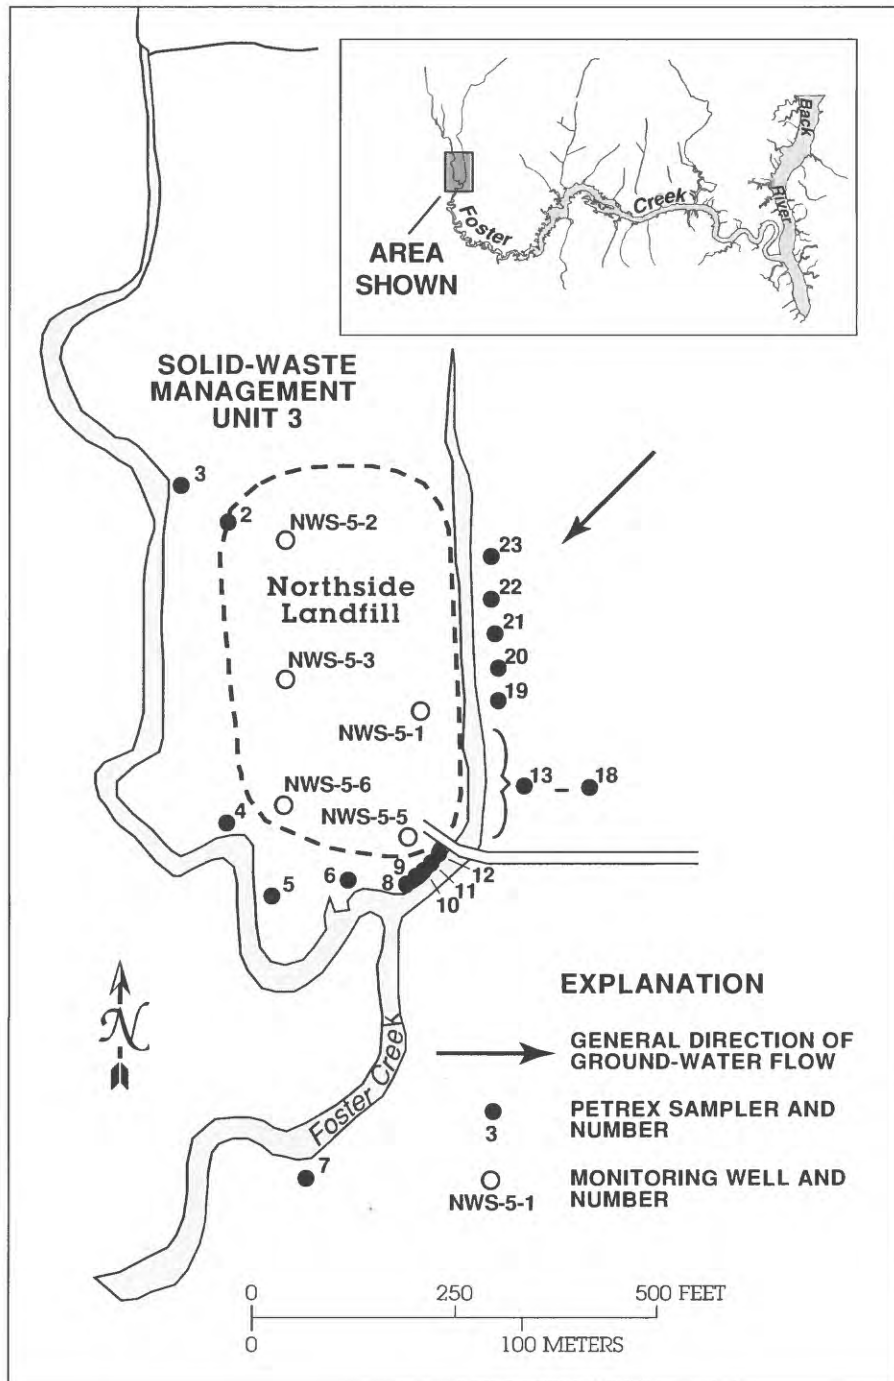 Back
River
Creek
Foster
AREA
SHOWN
SOLID-WASTE
MANAGEMENT
UNIT 3
3
2
NWS-5-2
23
Northside
Landfill
22
21
NWS-5-3
20
19
NWS-5-1
NWS-5-6
13 – 18
NWS-5-5
4
9
12
6
8
11
5
10
N
EXPLANATION
GENERAL DIRECTION OF
GROUND-WATER FLOW
Foster Creek
PETREX SAMPLER AND
3 NUMBER
7
MONITORING WELL AND
NWS-5-1 NUMBER
0 250 500 FEET
0 100 METERS